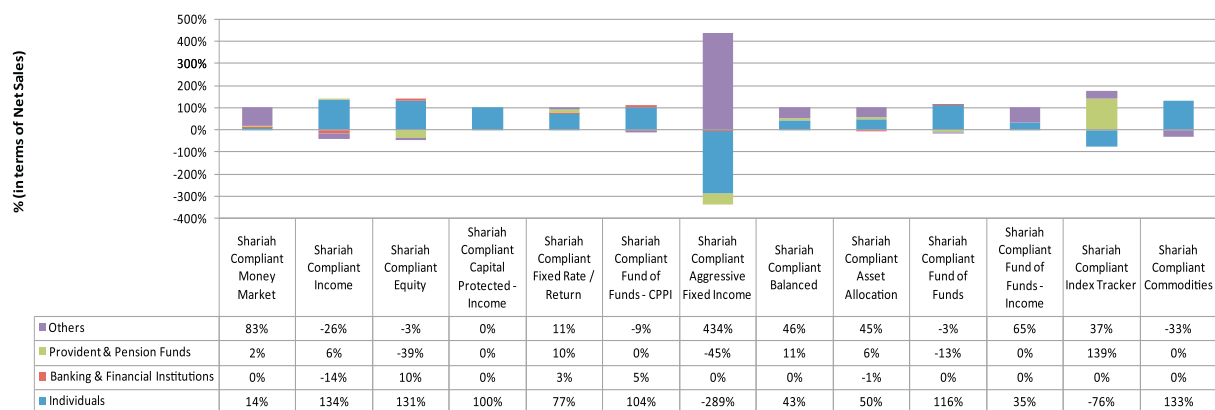 % (in terms of Net Sales)
500%
400%
300%
200%
100%
0%
-100%
-200%
-300%
-400%
Shariah Compliant Money Market
Shariah Compliant Income
Shariah Compliant Equity
Shariah Compliant Capital Protected - Income
Shariah Compliant Fixed Rate / Return
Shariah Compliant Fund of Funds - CPPI
Shariah Compliant Aggressive Fixed Income
Shariah Compliant Balanced
Shariah Compliant Asset Allocation
Shariah Compliant Fund of Funds
Shariah Compliant Fund of Funds - Income
Shariah Compliant Index Tracker
Shariah Compliant Commodities
Others 83% -26% -3% 0% 11% -9% 434% 46% 45% -3% 65% 37% -33%
Provident & Pension Funds 2% 6% -39% 0% 10% 0% -45% 11% 6% -13% 0% 139% 0%
Banking & Financial Institutions 0% -14% 10% 0% 3% 5% 0% 0% -1% 0% 0% 0% 0%
Individuals 14% 134% 131% 100% 77% 104% -289% 43% 50% 116% 35% -76% 133%